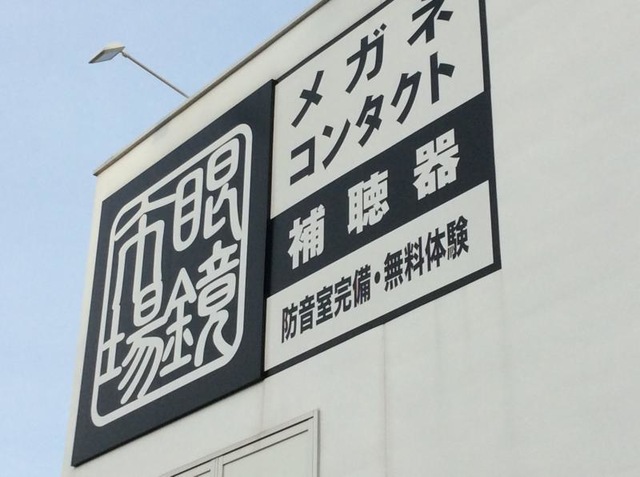 眼鏡
市場
メガネ
コンタクト
補聴器
防音室完備・無料体験